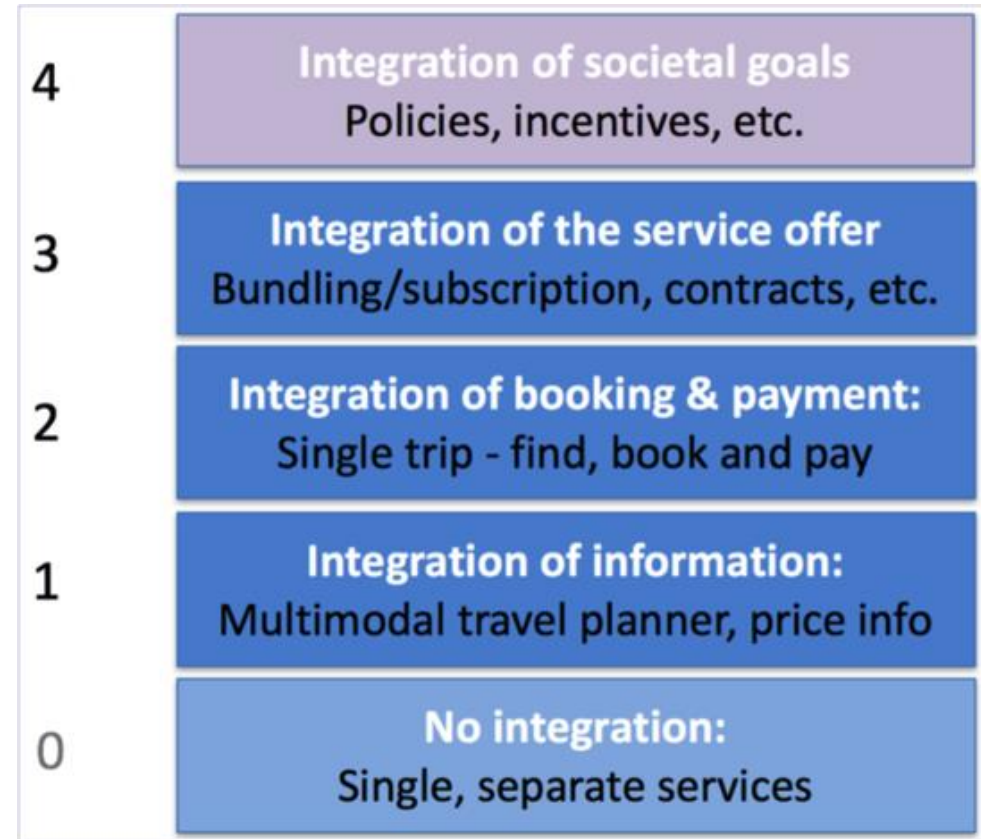 4
Integration of societal goals
Policies, incentives, etc.
3
Integration of the service offer
Bundling/subscription, contracts, etc.
2
Integration of booking & payment:
Single trip - find, book and pay
1
Integration of information:
Multimodal travel planner, price info
0
No integration:
Single, separate services